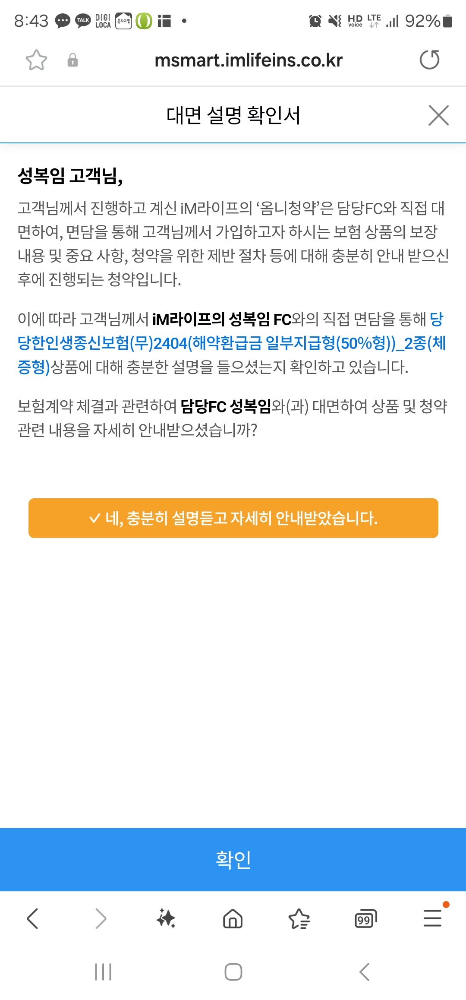 8:43 TALK DIGI LOCA 홈&쇼핑 HD voice LTE 92%
msmart.imlifeins.co.kr
대면 설명 확인서
성복임 고객님,
고객님께서 진행하고 계신 iM라이프의 ‘옴니청약’은 담당FC와 직접 대
면하여, 면담을 통해 고객님께서 가입하고자 하시는 보험 상품의 보장
내용 및 중요 사항, 청약을 위한 제반 절차 등에 대해 충분히 안내 받으신
후에 진행되는 청약입니다.
이에 따라 고객님께서 iM라이프의 성복임 FC와의 직접 면담을 통해 당
당한인생종신보험(무)2404(해약환급금 일부지급형(50%형))_2종(체
증형)상품에 대해 충분한 설명을 들으셨는지 확인하고 있습니다.
보험계약 체결과 관련하여 담당FC 성복임와(과) 대면하여 상품 및 청약
관련 내용을 자세히 안내받으셨습니까?
네, 충분히 설명듣고 자세히 안내받았습니다.
확인
99